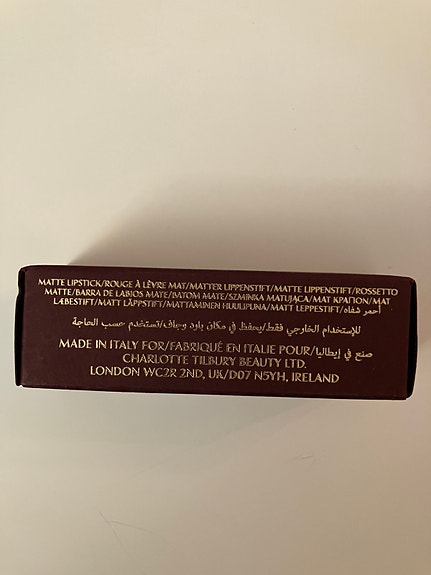 MATTE LIPSTICK/ROUGE À LÈVRE MAT/MATTER LIPPENSTIFT/MATTE LIPPENSTIFT/ROSSETTO
MATTE/BARRA DE LABIOS MATE/BATOM MATE/SZMINKA MATUJĄCA/МАТ КРАПОП/MAT
LÆBESTIFT/MATT LÄPPSTIFT/MATTAMINEN HUULIPUNA/MATT LEPPESTIFT/أحمر شفاه
للإستخدام الخارجي فقط/يحفظ في مكان بارد وجاف/تستخدم حسب الحاجة
MADE IN ITALY FOR/FABRIQUÉ EN ITALIE POUR/صنع في إيطاليا
CHARLOTTE TILBURY BEAUTY LTD.
LONDON WC2R 2ND, UK/D07 N5YH, IRELAND